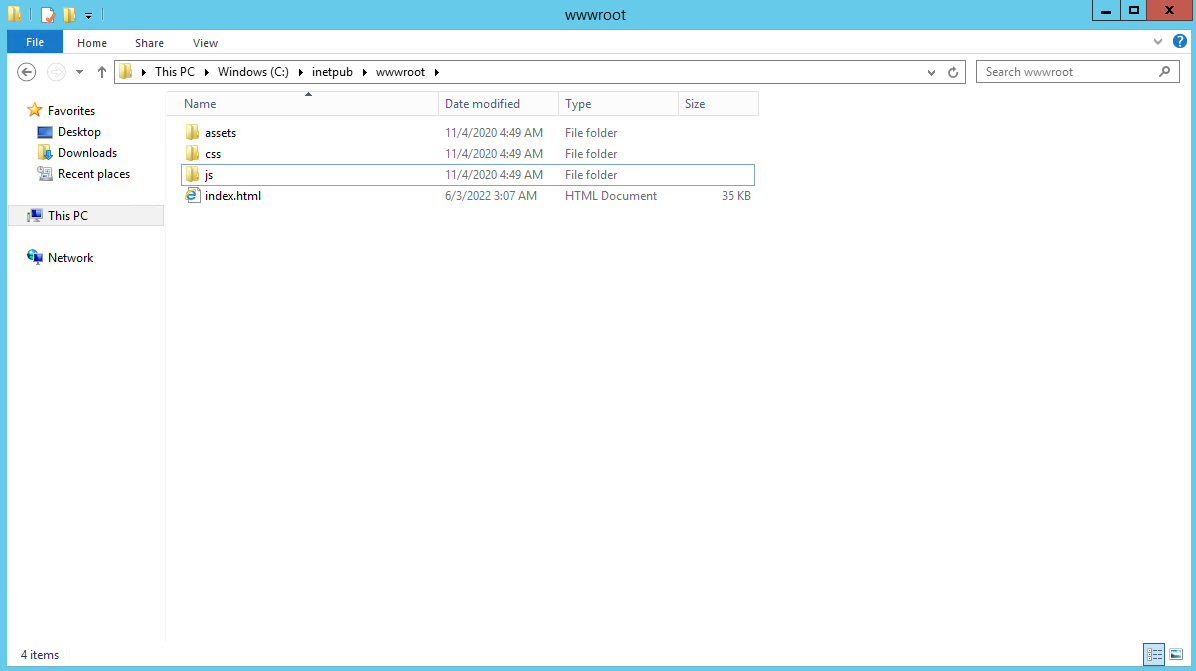 wwwroot
File Home Share View
This PC Windows (C:) inetpub wwwroot
Search wwwroot
Favorites
Desktop
Downloads
Recent places
This PC
Network
Name Date modified Type Size
assets 11/4/2020 4:49 AM File folder
css 11/4/2020 4:49 AM File folder
js 11/4/2020 4:49 AM File folder
index.html 6/3/2022 3:07 AM HTML Document 35 KB
4 items